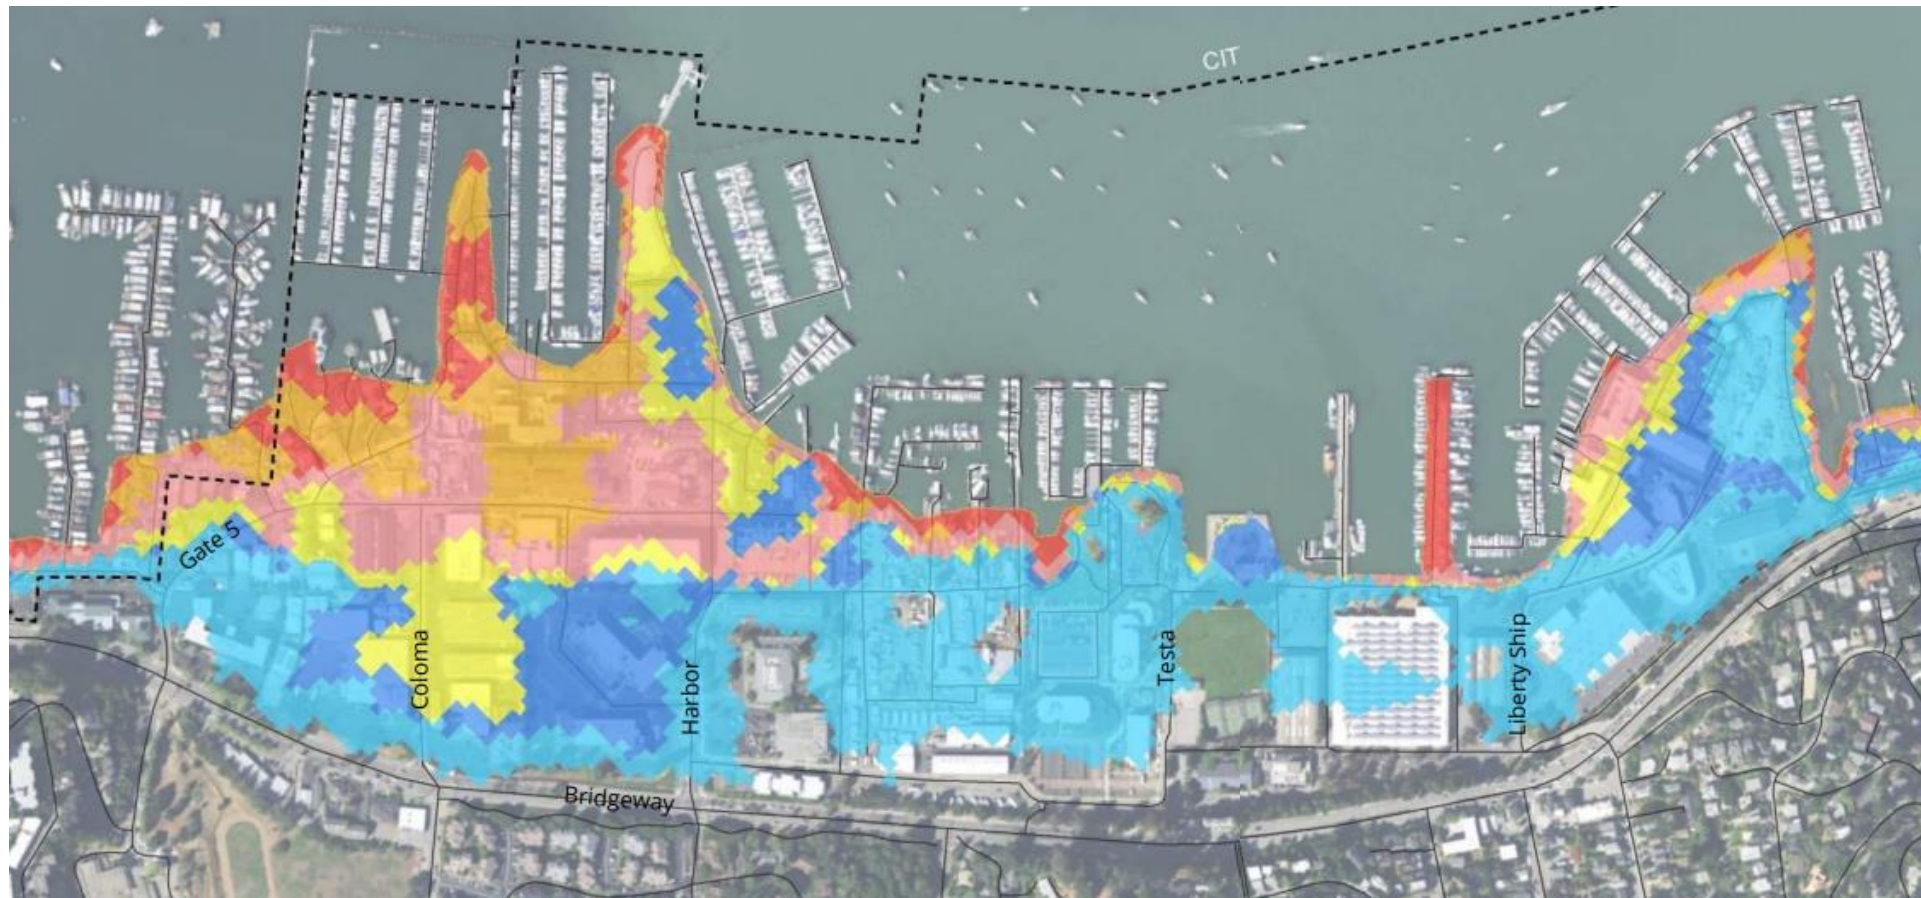 CIT
Gate 5
Coloma
Harbor
Testa
Liberty Ship
Bridgeway